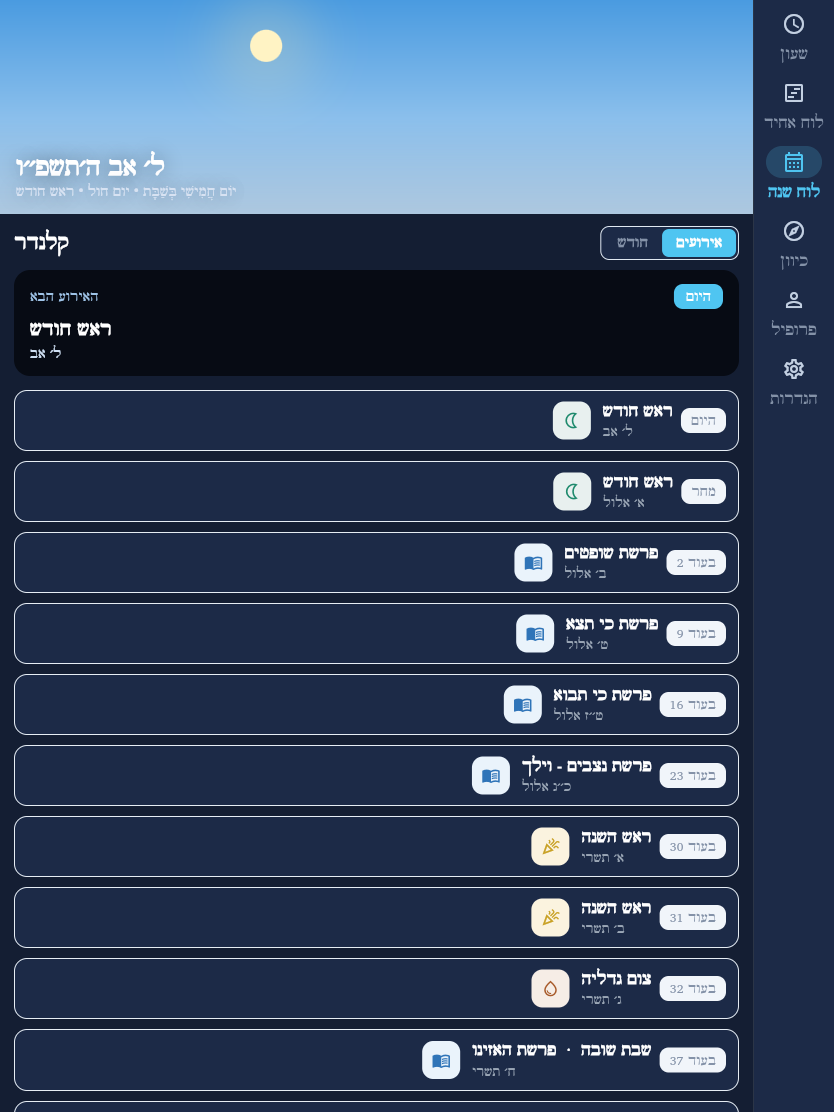 שעון
לוח אחיד
לוח שנה
כיוון
פרופיל
הגדרות
ל׳ אב ה׳תשפ״ו
יוֹם חֲמִישִׁי בְּשַׁבָּת • יום חול • ראש חודש
קלנדר
אירועים
חודש
האירוע הבא
היום
ראש חודש
ל׳ אב
היום
ראש חודש
ל׳ אב
מחר
ראש חודש
א׳ אלול
בעוד 2
פרשת שופטים
ב׳ אלול
בעוד 9
פרשת כי תצא
ט׳ אלול
בעוד 16
פרשת כי תבוא
ט״ז אלול
בעוד 23
פרשת נצבים - וילך
כ״ג אלול
בעוד 30
ראש השנה
א׳ תשרי
בעוד 31
ראש השנה
ב׳ תשרי
בעוד 32
צום גדליה
ג׳ תשרי
בעוד 37
שבת שובה · פרשת האזינו
ח׳ תשרי